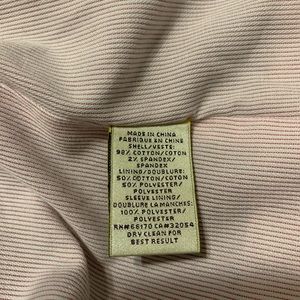 MADE IN CHINA
FABRIQUE EN CHINE
SHELL/VESTE:
98% COTTON/COTON
2% SPANDEX/
SPANDEX
LINING/DOUBLURE:
50% COTTON/COTON
50% POLYESTER/
POLYESTER
SLEEVE LINING/
DOUBLURE LA MANCHES:
100% POLYESTER/
POLYESTER
RN#66170 CA#32054
DRY CLEAN FOR
BEST RESULT